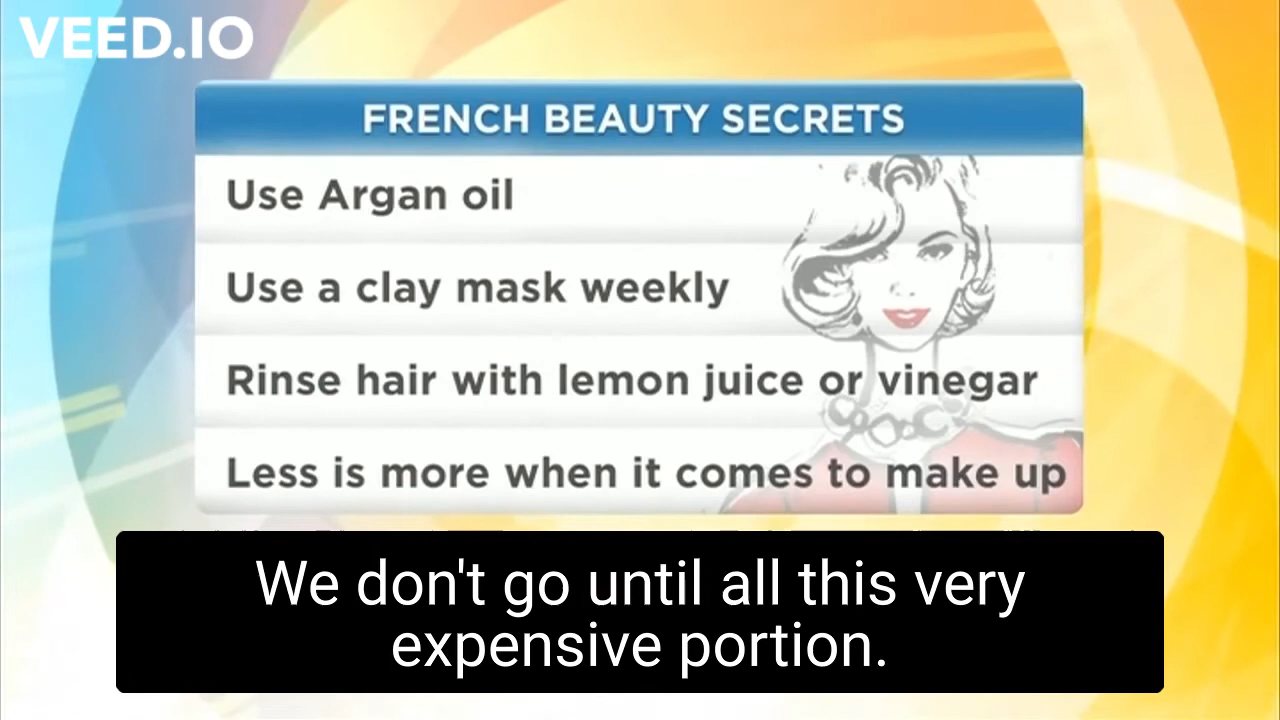 VEED.IO
FRENCH BEAUTY SECRETS
Use Argan oil
Use a clay mask weekly
Rinse hair with lemon juice or vinegar
Less is more when it comes to make up
We don't go until all this very
expensive portion.